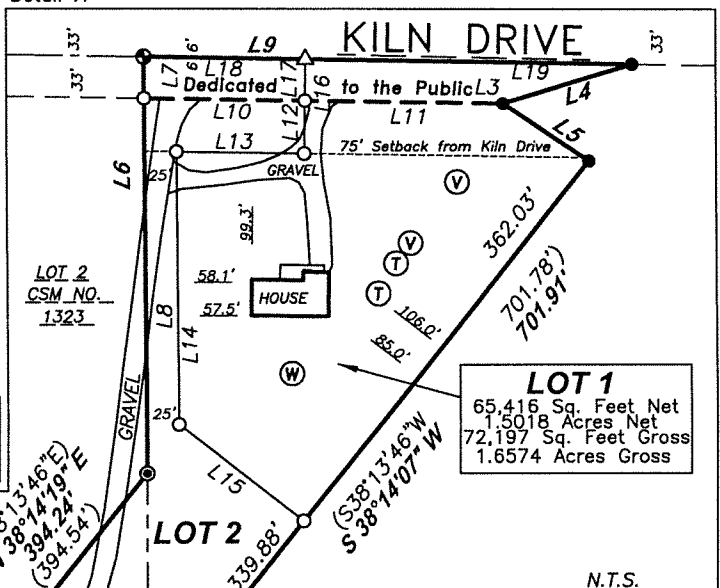 KILN DRIVE
33'
6'
6
L9
33'
L7
L18
L17
L19
33'
Dedicated
to the Public
L3
L16
L4
L10
L12
L11
L5
L13
75' Setback from Kiln Drive
L6
25'
GRAVEL
V
362.03'
99.3'
V
T
701.78')
701.91'
LOT 2
CSM NO.
1323
58.1'
57.5'
HOUSE
T
106.0'
85.0'
L8
L14
W
LOT 1
65,416 Sq. Feet Net
1.5018 Acres Net
72,197 Sq. Feet Gross
1.6574 Acres Gross
GRAVEL
25'
L15
(S38°13'46"W
S 38°14'07" W
13'46"E)
38°14'19" E
394.24'
(394.54')
LOT 2
339.88'
N.T.S.